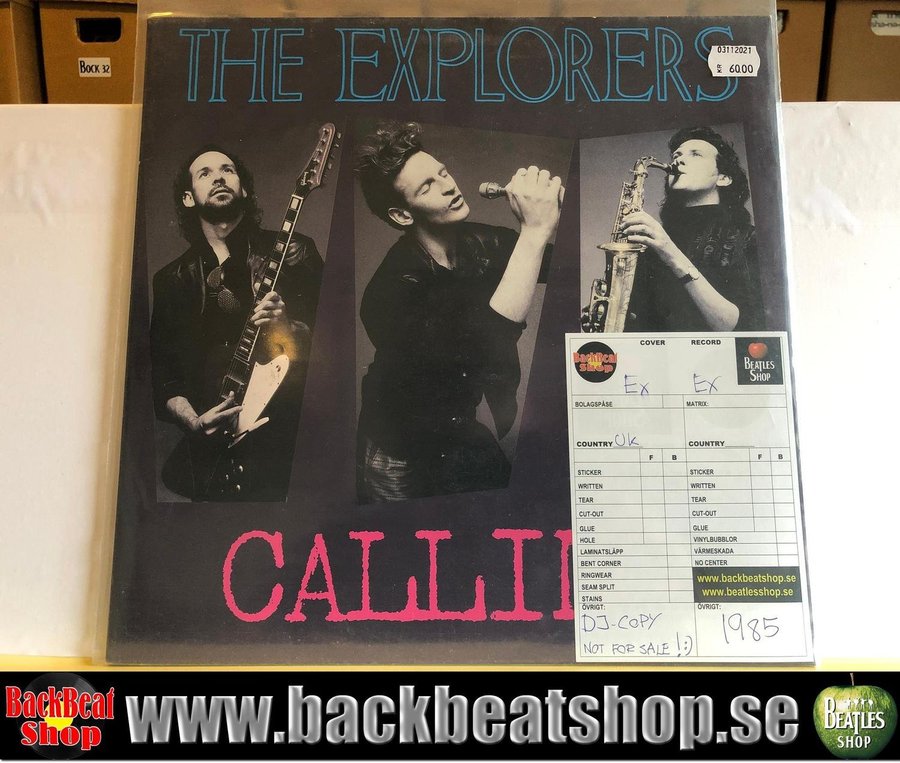 BOCK 32
THE EXPLORERS
03112021
KR 60.00
COVER RECORD
BackBeat Shop
BEATLES SHOP
Ex Ex
BOLAGSPÅSE MATRIX:
COUNTRY UK COUNTRY
F B F B
STICKER STICKER
WRITTEN WRITTEN
TEAR TEAR
CUT-OUT CUT-OUT
GLUE GLUE
HOLE VINYLBUBBLOR
LAMINATSLÄPP VÄRMESKADA
BENT CORNER NO CENTER
RINGWEAR
SEAM SPLIT
STAINS
www.backbeatshop.se
www.beatlesshop.se
ÖVRIGT: ÖVRIGT:
DJ-COPY 1985
NOT FOR SALE !:)
CALLI
BackBeat Shop
www.backbeatshop.se
BEATLES SHOP